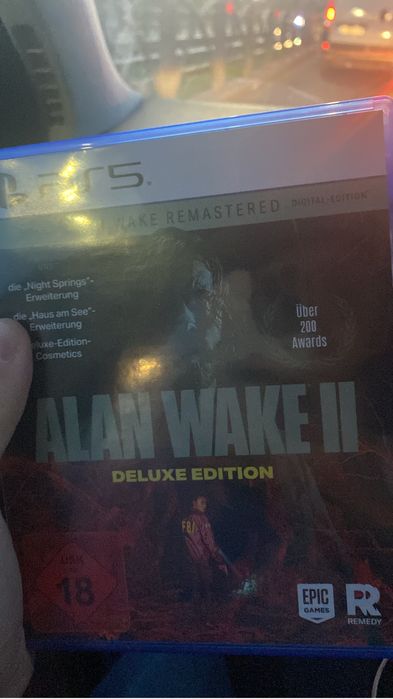 PS5
WAKE REMASTERED DIGITAL-EDITION
die „Night Springs"-
Erweiterung
die „Haus am See"-
Erweiterung
Deluxe-Edition-
Cosmetics
Über
200
Awards
ALAN WAKE II
DELUXE EDITION
FBI
USK
18
EPIC
GAMES
REMEDY